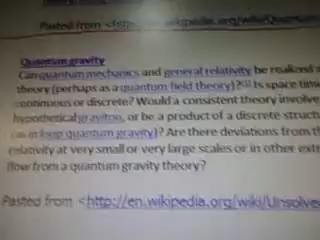 Pasted from <http://en.wikipedia.org/wiki/
Quantum gravity
Can quantum mechanics and general relativity be realized
theory (perhaps as a quantum field theory)? Is space time
continuous or discrete? Would a consistent theory involve
hypothetical graviton, or be a product of a discrete struct
(as in loop quantum gravity)? Are there deviations from th
relativity at very small or very large scales or in other extr
flow from a quantum gravity theory?
Pasted from <http://en.wikipedia.org/wiki/Unsolve